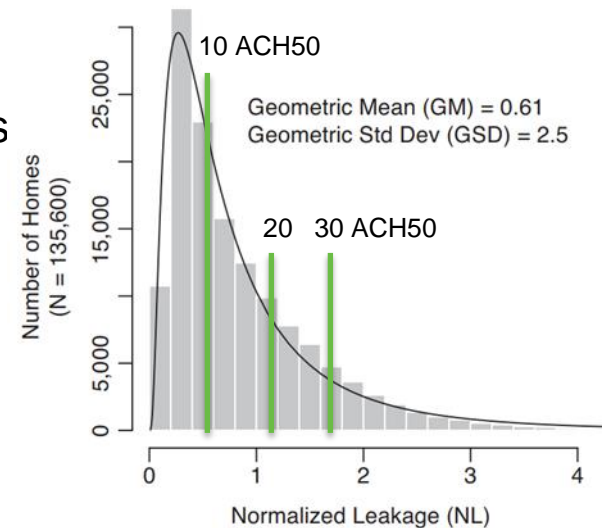 10 ACH50
s
Geometric Mean (GM) = 0.61
Geometric Std Dev (GSD) = 2.5
20 30 ACH50
Number of Homes
(N = 135,600)
25,000
15,000
5,000
0
0 1 2 3 4
Normalized Leakage (NL)